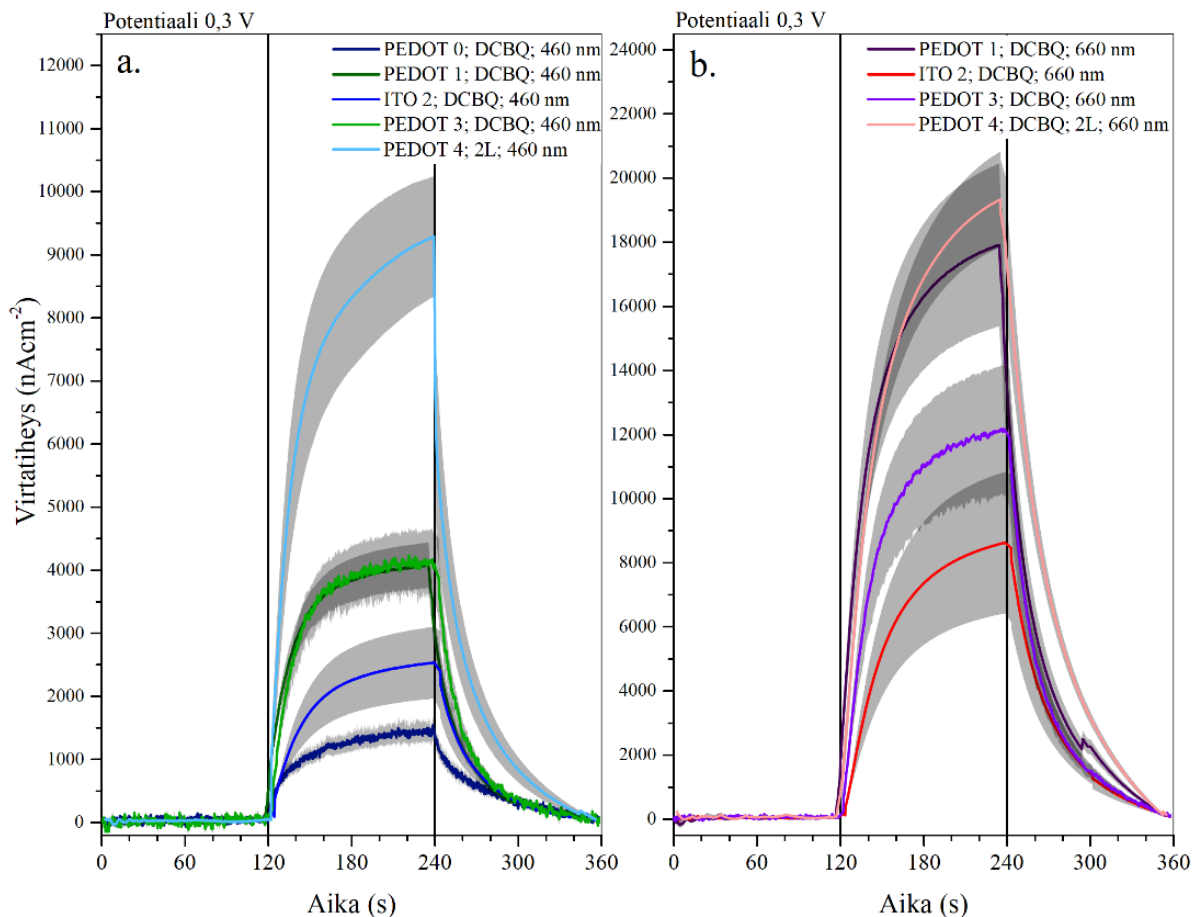 Potentiaali 0,3 V
a.
PEDOT 0; DCBQ; 460 nm
PEDOT 1; DCBQ; 460 nm
ITO 2; DCBQ; 460 nm
PEDOT 3; DCBQ; 460 nm
PEDOT 4; 2L; 460 nm
12000
11000
10000
9000
8000
7000
6000
5000
4000
3000
2000
1000
0
Virtatiheys (nAcm⁻²)
0 60 120 180 240 300 360
Aika (s)
Potentiaali 0,3 V
b.
PEDOT 1; DCBQ; 660 nm
ITO 2; DCBQ; 660 nm
PEDOT 3; DCBQ; 660 nm
PEDOT 4; DCBQ; 2L; 660 nm
24000
22000
20000
18000
16000
14000
12000
10000
8000
6000
4000
2000
0
0 60 120 180 240 300 360
Aika (s)